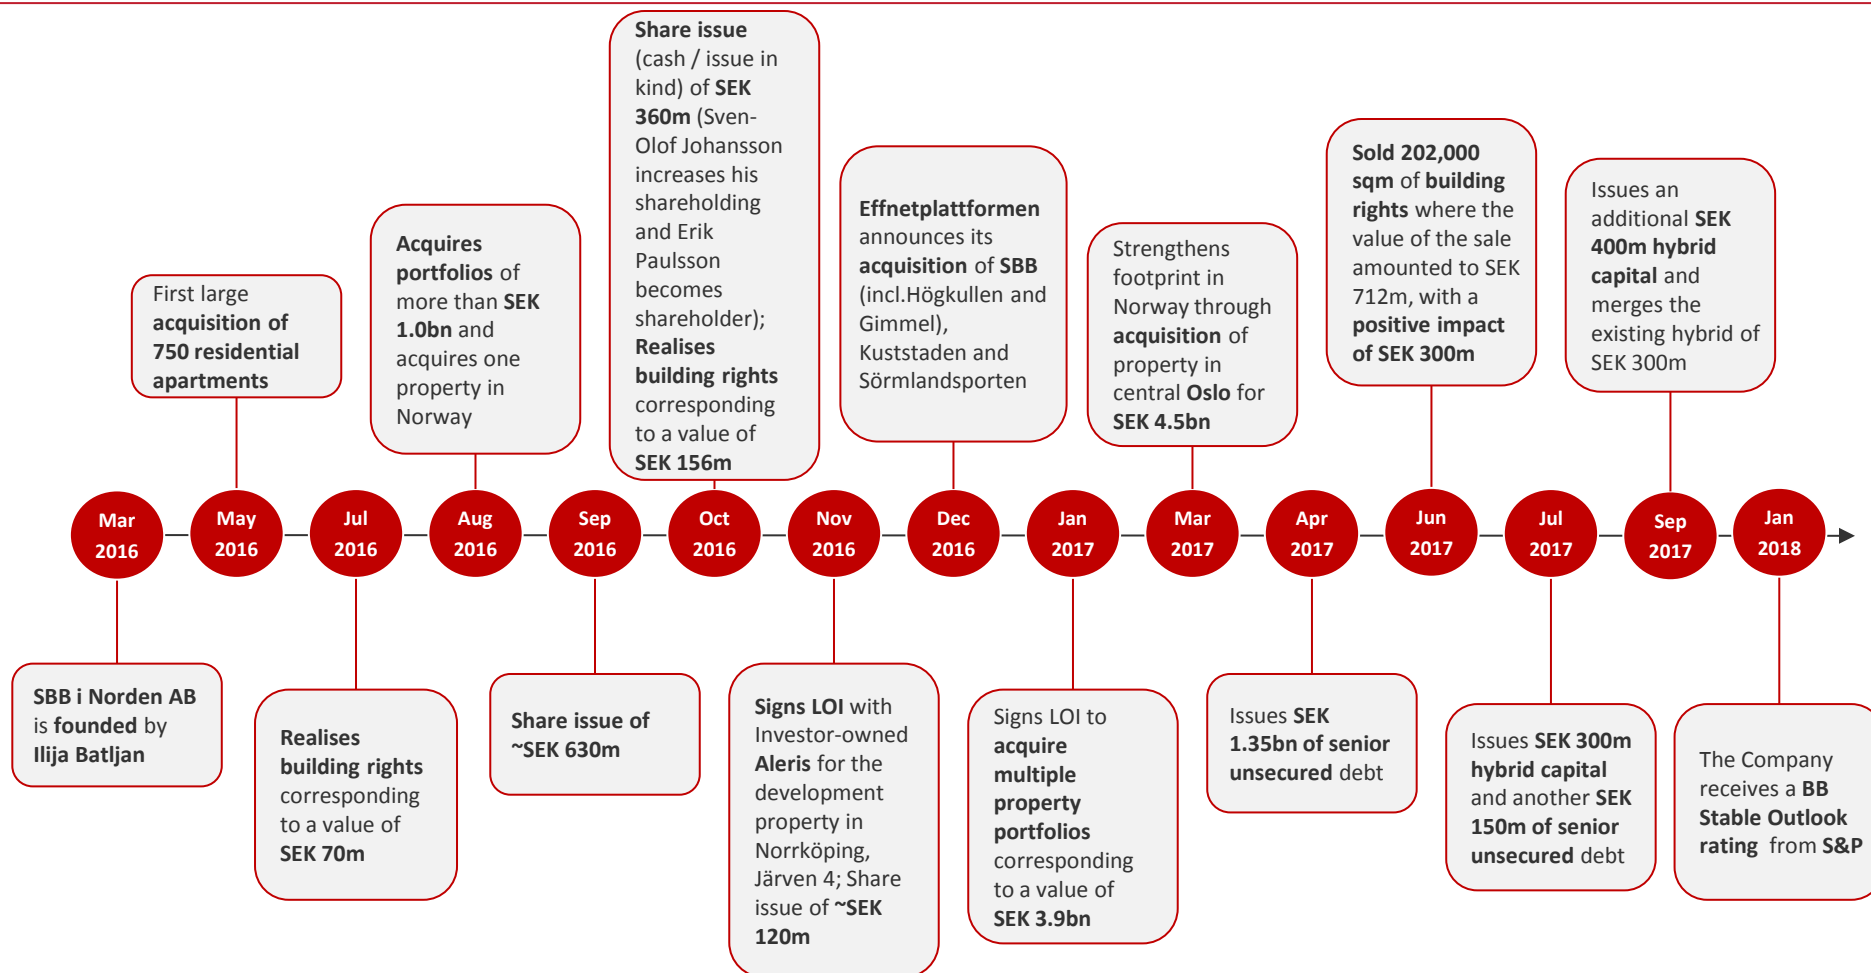 Share issue
(cash / issue in
kind) of SEK
360m (Sven-
Olof Johansson
increases his
shareholding
and Erik
Paulsson
becomes
shareholder);
Realises
building rights
corresponding
to a value of
SEK 156m
First large
acquisition of
750 residential
apartments
Acquires
portfolios of
more than SEK
1.0bn and
acquires one
property in
Norway
Effnetplattformen
announces its
acquisition of SBB
(incl.Högkullen and
Gimmel),
Kuststaden and
Sörmlandsporten
Strengthens
footprint in
Norway through
acquisition of
property in
central Oslo for
SEK 4.5bn
Sold 202,000
sqm of building
rights where the
value of the sale
amounted to SEK
712m, with a
positive impact
of SEK 300m
Issues an
additional SEK
400m hybrid
capital and
merges the
existing hybrid of
SEK 300m
Mar
2016
May
2016
Jul
2016
Aug
2016
Sep
2016
Oct
2016
Nov
2016
Dec
2016
Jan
2017
Mar
2017
Apr
2017
Jun
2017
Jul
2017
Sep
2017
Jan
2018
SBB i Norden AB
is founded by
Ilija Batljan
Realises
building rights
corresponding
to a value of
SEK 70m
Share issue of
~SEK 630m
Signs LOI with
Investor-owned
Aleris for the
development
property in
Norrköping,
Järven 4; Share
issue of ~SEK
120m
Signs LOI to
acquire
multiple
property
portfolios
corresponding
to a value of
SEK 3.9bn
Issues SEK
1.35bn of senior
unsecured debt
Issues SEK 300m
hybrid capital
and another SEK
150m of senior
unsecured debt
The Company
receives a BB
Stable Outlook
rating from S&P